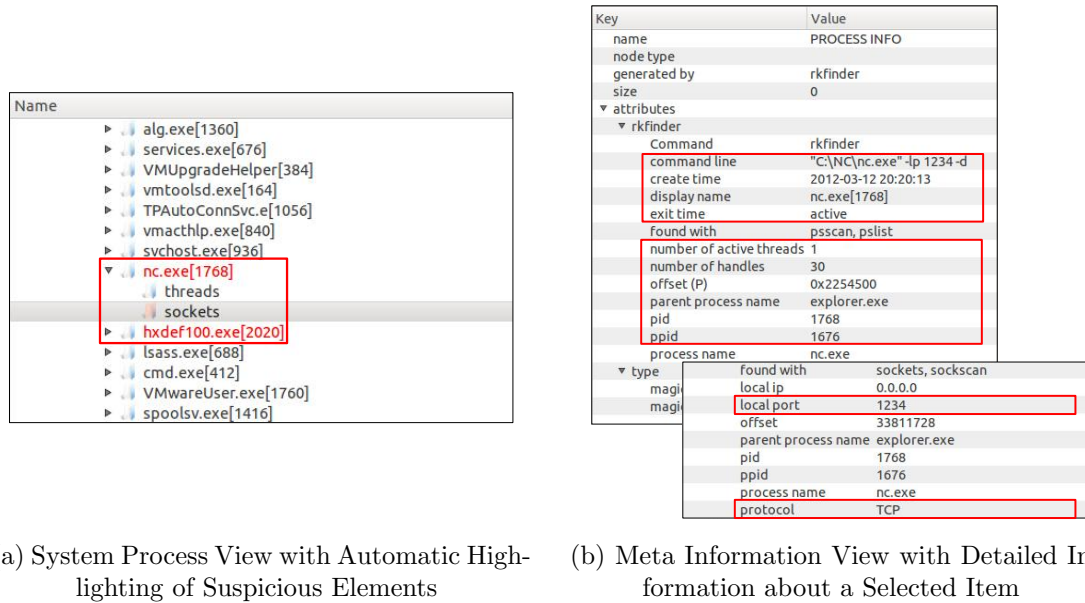 Name
alg.exe[1360]
services.exe[676]
VMUpgradeHelper[384]
vmtoolsd.exe[164]
TPAutoConnSvc.e[1056]
vmacthlp.exe[840]
svchost.exe[936]
nc.exe[1768]
threads
sockets
hxdef100.exe[2020]
lsass.exe[688]
cmd.exe[412]
VMwareUser.exe[1760]
spoolsv.exe[1416]
a) System Process View with Automatic High-
lighting of Suspicious Elements
Key Value
name PROCESS INFO
node type
generated by rkfinder
size 0
attributes
rkfinder
Command rkfinder
command line "C:\NC\nc.exe" -lp 1234 -d
create time 2012-03-12 20:20:13
display name nc.exe[1768]
exit time active
found with psscan, pslist
number of active threads 1
number of handles 30
offset (P) 0x2254500
parent process name explorer.exe
pid 1768
ppid 1676
process name nc.exe
type
magi
magi
found with sockets, sockscan
local ip 0.0.0.0
local port 1234
offset 33811728
parent process name explorer.exe
pid 1768
ppid 1676
process name nc.exe
protocol TCP
(b) Meta Information View with Detailed In
formation about a Selected Item